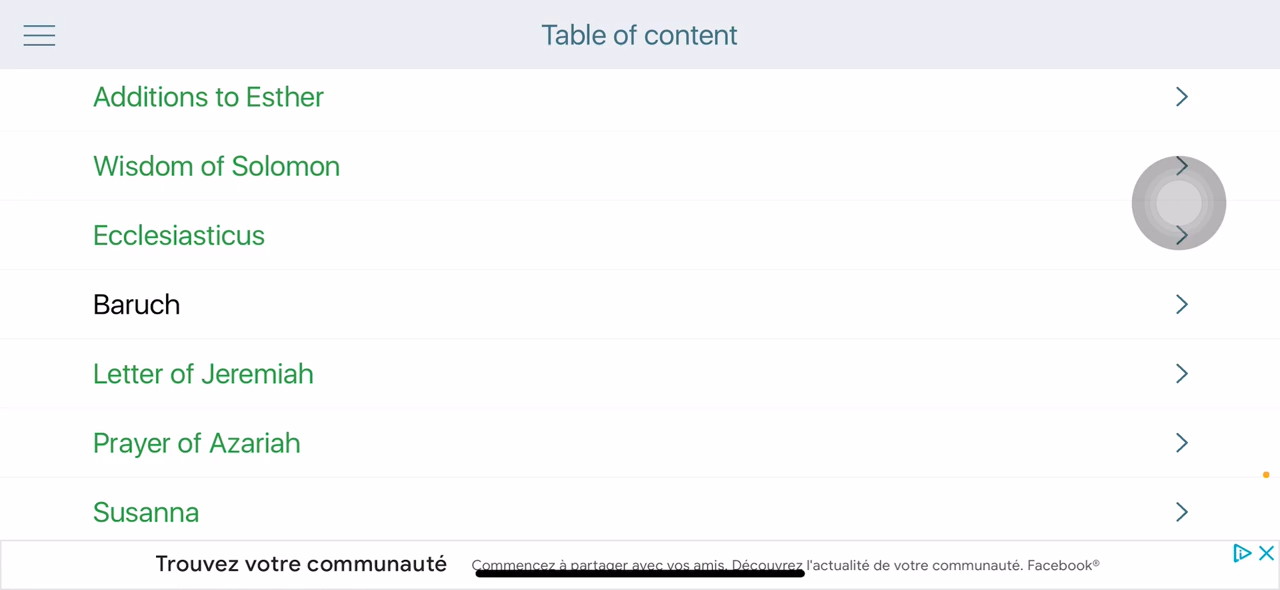 Table of content
Additions to Esther
Wisdom of Solomon
Ecclesiasticus
Baruch
Letter of Jeremiah
Prayer of Azariah
Susanna
Trouvez votre communauté
Commencez à partager avec vos amis. Découvrez l'actualité de votre communauté. Facebook®